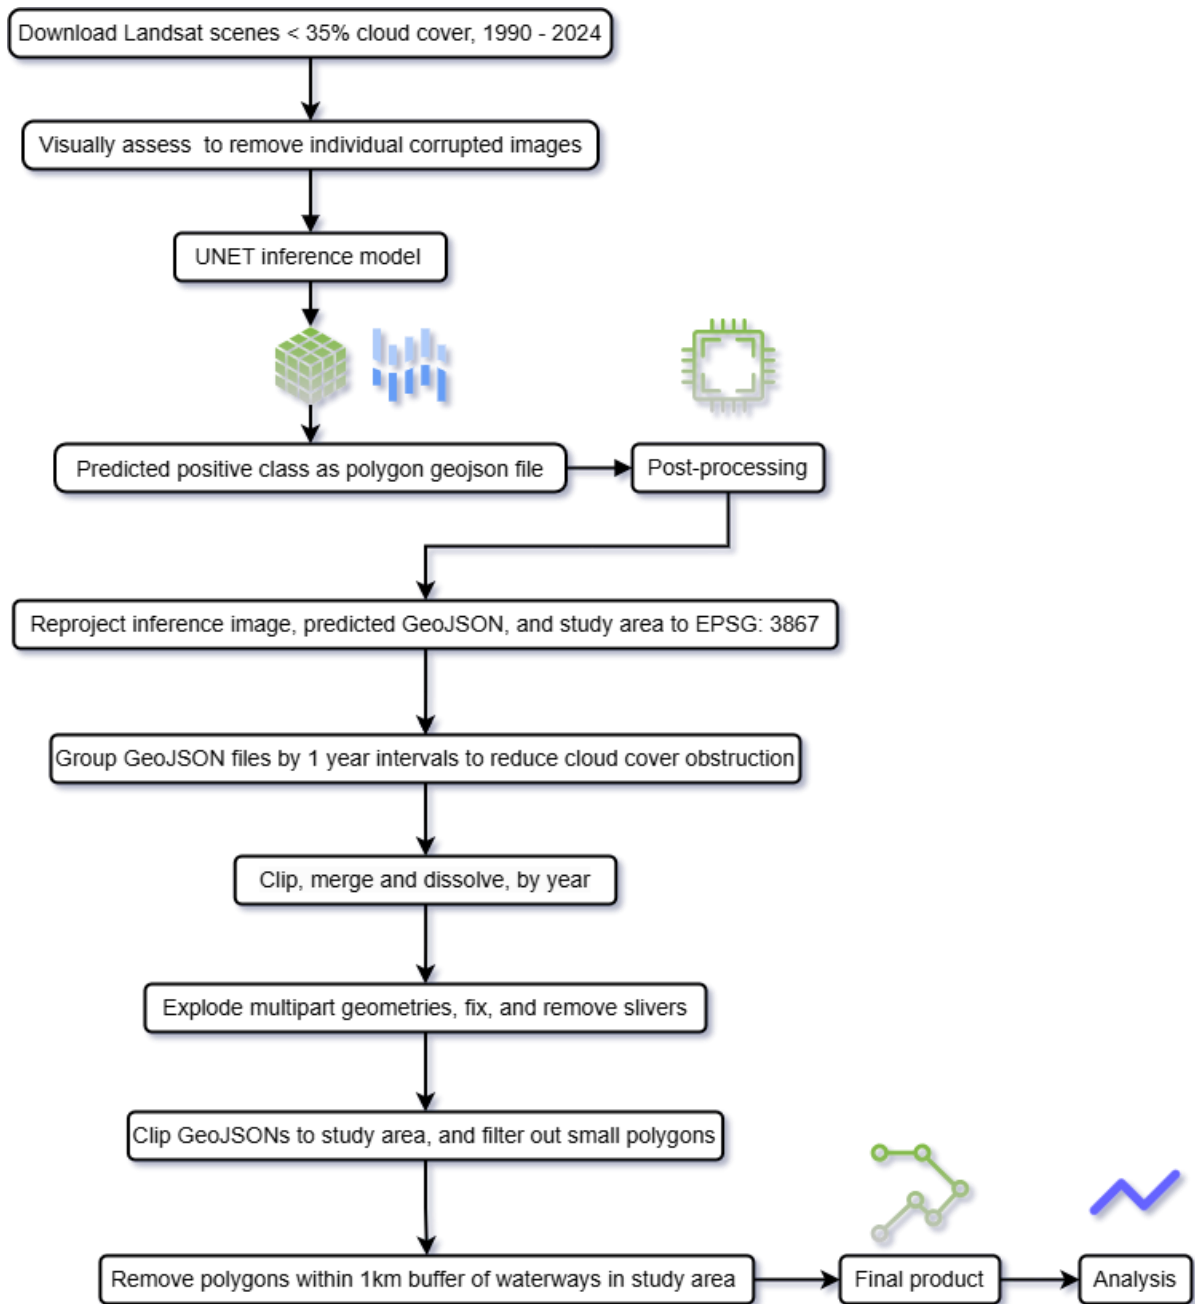 Download Landsat scenes < 35% cloud cover, 1990 - 2024
Visually assess  to remove individual corrupted images
UNET inference model
Predicted positive class as polygon geojson file
Post-processing
Reproject inference image, predicted GeoJSON, and study area to EPSG: 3867
Group GeoJSON files by 1 year intervals to reduce cloud cover obstruction
Clip, merge and dissolve, by year
Explode multipart geometries, fix, and remove slivers
Clip GeoJSONs to study area, and filter out small polygons
Remove polygons within 1km buffer of waterways in study area
Final product
Analysis